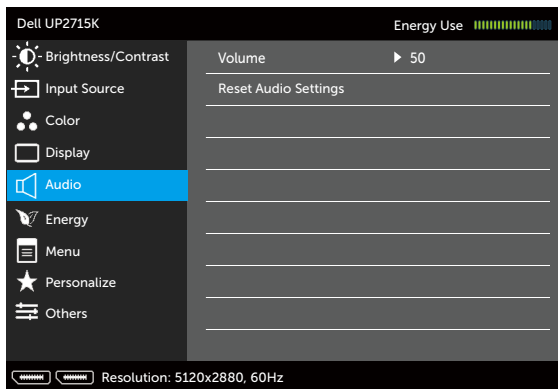 Dell UP2715K
Energy Use
Brightness/Contrast
Volume
50
Input Source
Reset Audio Settings
Color
Display
Audio
Energy
Menu
Personalize
Others
Resolution: 5120x2880, 60Hz